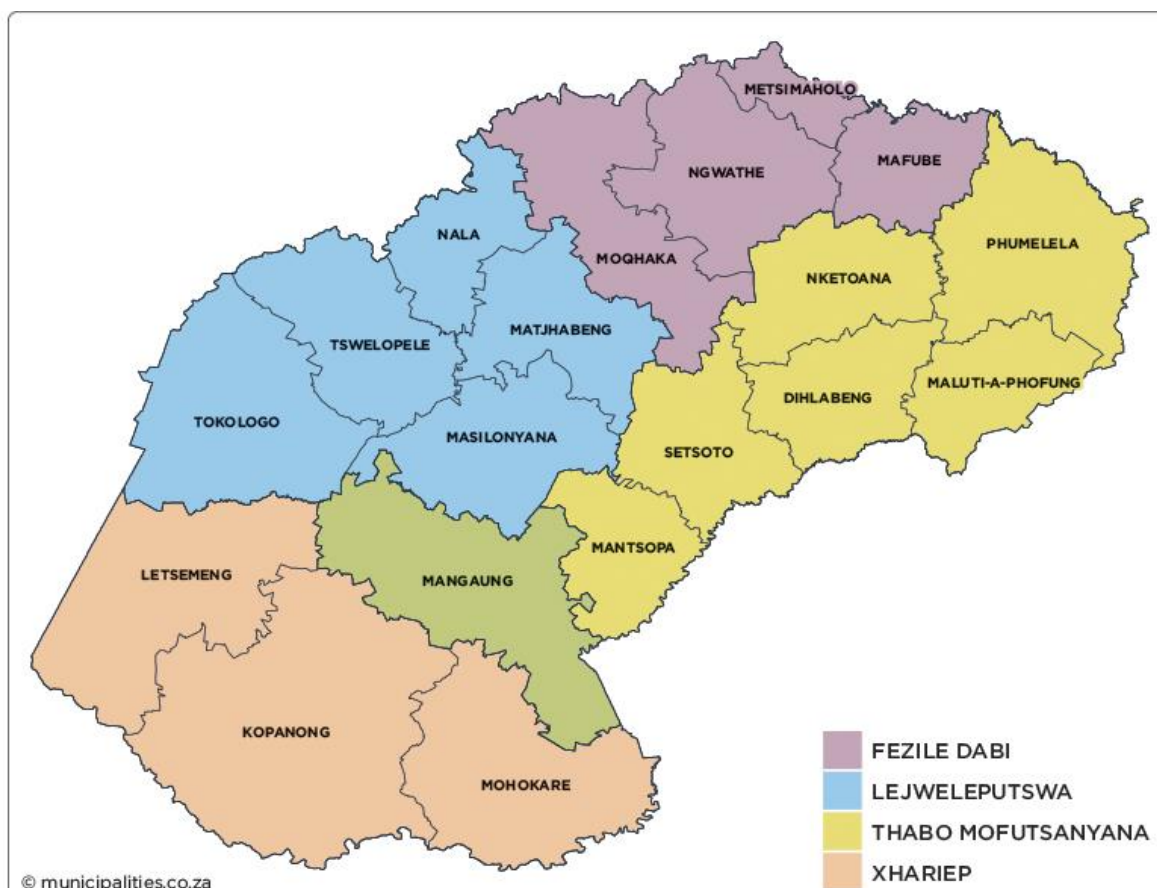 METSIMAHOLO
MAFUBE
NGWATHE
NALA
PHUMELELA
MOQHAKA
NKETOANA
MATJHABENG
TSWELOPELE
MALUTI-A-PHOFUNG
DIHLABENG
TOKOLOGO
MASILONYANA
SETSOTO
MANTSOPA
LETSEMENG
MANGAUNG
KOPANONG
MOHOKARE
FEZILE DABI
LEJWELEPUTSWA
THABO MOFUTSANYANA
XHARIEP
© municipalities.co.za